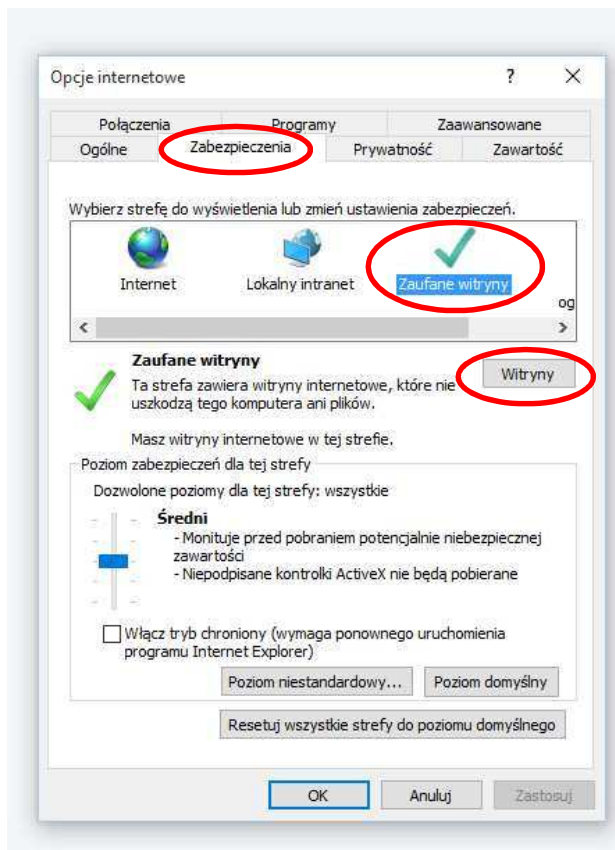 Opcje internetowe ? ×
Połączenia Programy Zaawansowane
Ogólne Zabezpieczenia Prywatność Zawartość
Wybierz strefę do wyświetlenia lub zmień ustawienia zabezpieczeń.
Internet Lokalny intranet Zaufane witryny
og
Zaufane witryny
Witryny
Ta strefa zawiera witryny internetowe, które nie
uszkodzą tego komputera ani plików.
Masz witryny internetowe w tej strefie.
Poziom zabezpieczeń dla tej strefy
Dozwolone poziomy dla tej strefy: wszystkie
Średni
- Monituje przed pobraniem potencjalnie niebezpiecznej
zawartości
- Niepodpisane kontrolki ActiveX nie będą pobierane
Włącz tryb chroniony (wymaga ponownego uruchomienia
programu Internet Explorer)
Poziom niestandardowy... Poziom domyślny
Resetuj wszystkie strefy do poziomu domyślnego
OK Anuluj Zastosuj